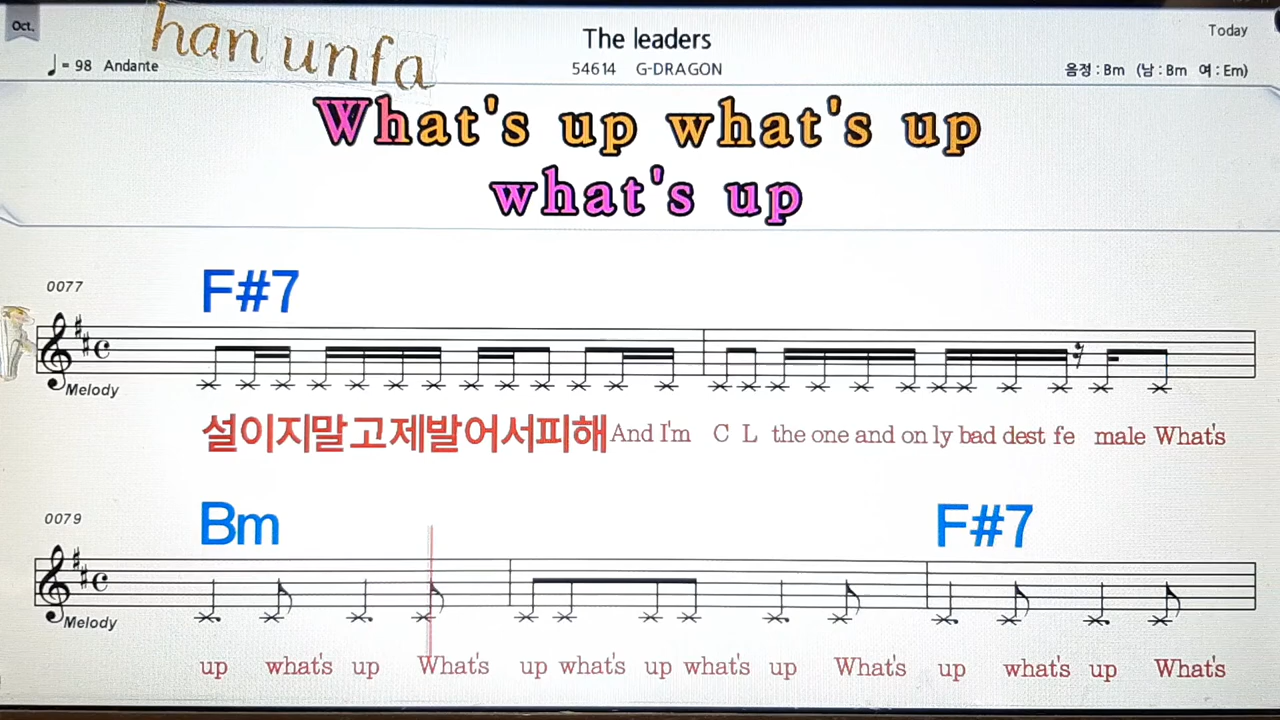 Oct.
han unfa
The leaders
Today
♩= 98 Andante
54614 G-DRAGON
음정 : Bm (남 : Bm 여 : Em)
What's up what's up
what's up
F#7
0077
Melody
설이지말고제발어서피해 And I'm C L the one and on ly bad dest fe male What's
Bm F#7
0079
Melody
up what's up What's up what's up what's up What's up what's up What's